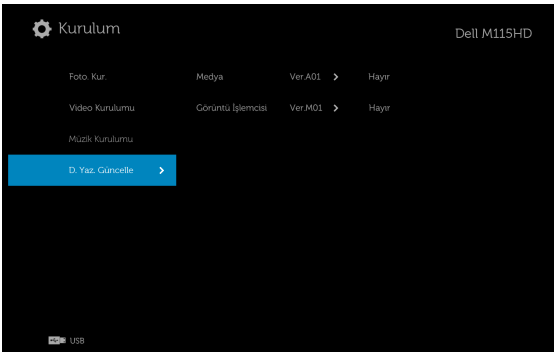 Kurulum
Dell M115HD
Foto. Kur. Medya Ver.A01 > Hayır
Video Kurulumu Görüntü İşlemcisi Ver.M01 > Hayır
Müzik Kurulumu
D. Yaz. Güncelle >
USB